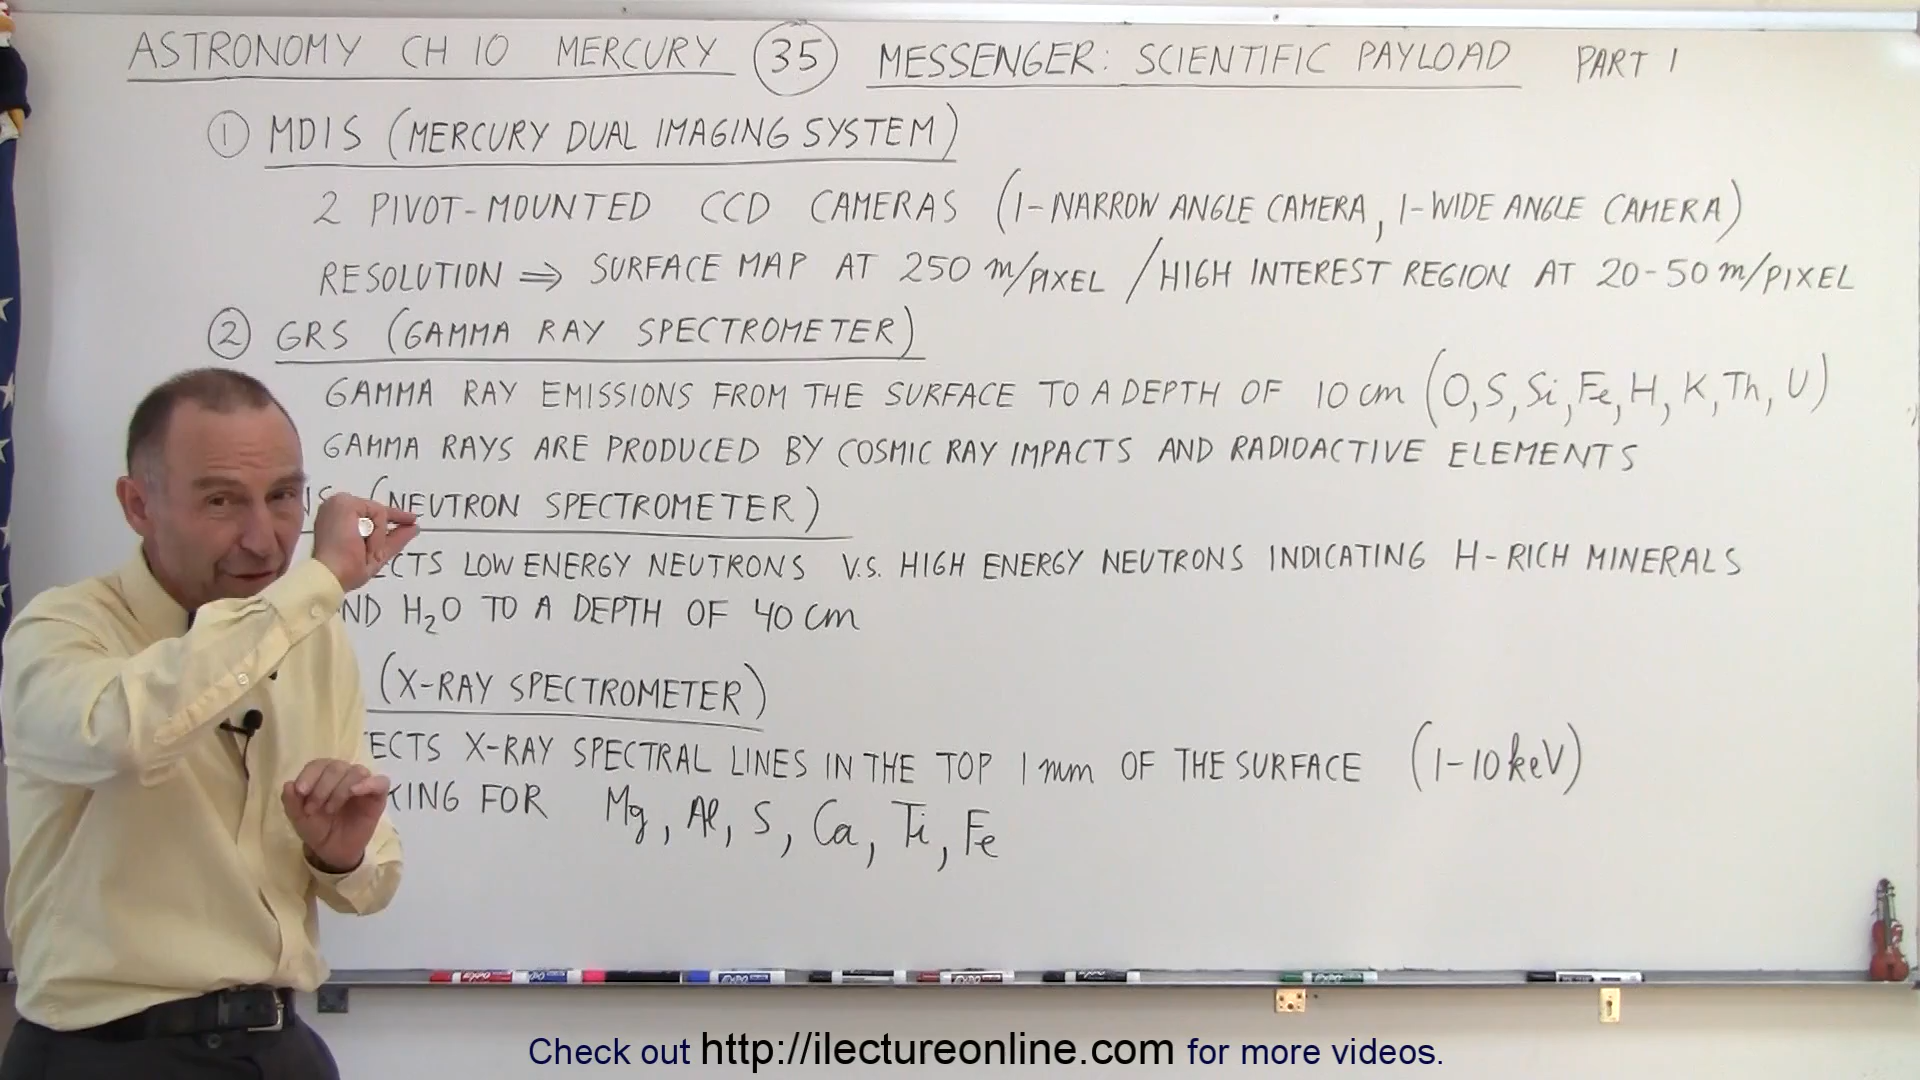 ASTRONOMY CH 10 MERCURY 35 MESSENGER: SCIENTIFIC PAYLOAD PART 1
1 MDIS (MERCURY DUAL IMAGING SYSTEM)
2 PIVOT-MOUNTED CCD CAMERAS (1-NARROW ANGLE CAMERA, 1-WIDE ANGLE CAMERA)
RESOLUTION ⇒ SURFACE MAP AT 250 m/PIXEL / HIGH INTEREST REGION AT 20-50 m/PIXEL
2 GRS (GAMMA RAY SPECTROMETER)
GAMMA RAY EMISSIONS FROM THE SURFACE TO A DEPTH OF 10 cm (O, S, Si, Fe, H, K, Th, U)
GAMMA RAYS ARE PRODUCED BY COSMIC RAY IMPACTS AND RADIOACTIVE ELEMENTS
(NEUTRON SPECTROMETER)
ECTS LOW ENERGY NEUTRONS V.S. HIGH ENERGY NEUTRONS INDICATING H-RICH MINERALS
ND H₂O TO A DEPTH OF 40 cm
(X-RAY SPECTROMETER)
ECTS X-RAY SPECTRAL LINES IN THE TOP 1 mm OF THE SURFACE (1-10 keV)
KING FOR Mg, Al, S, Ca, Ti, Fe
Check out http://ilectureonline.com for more videos.